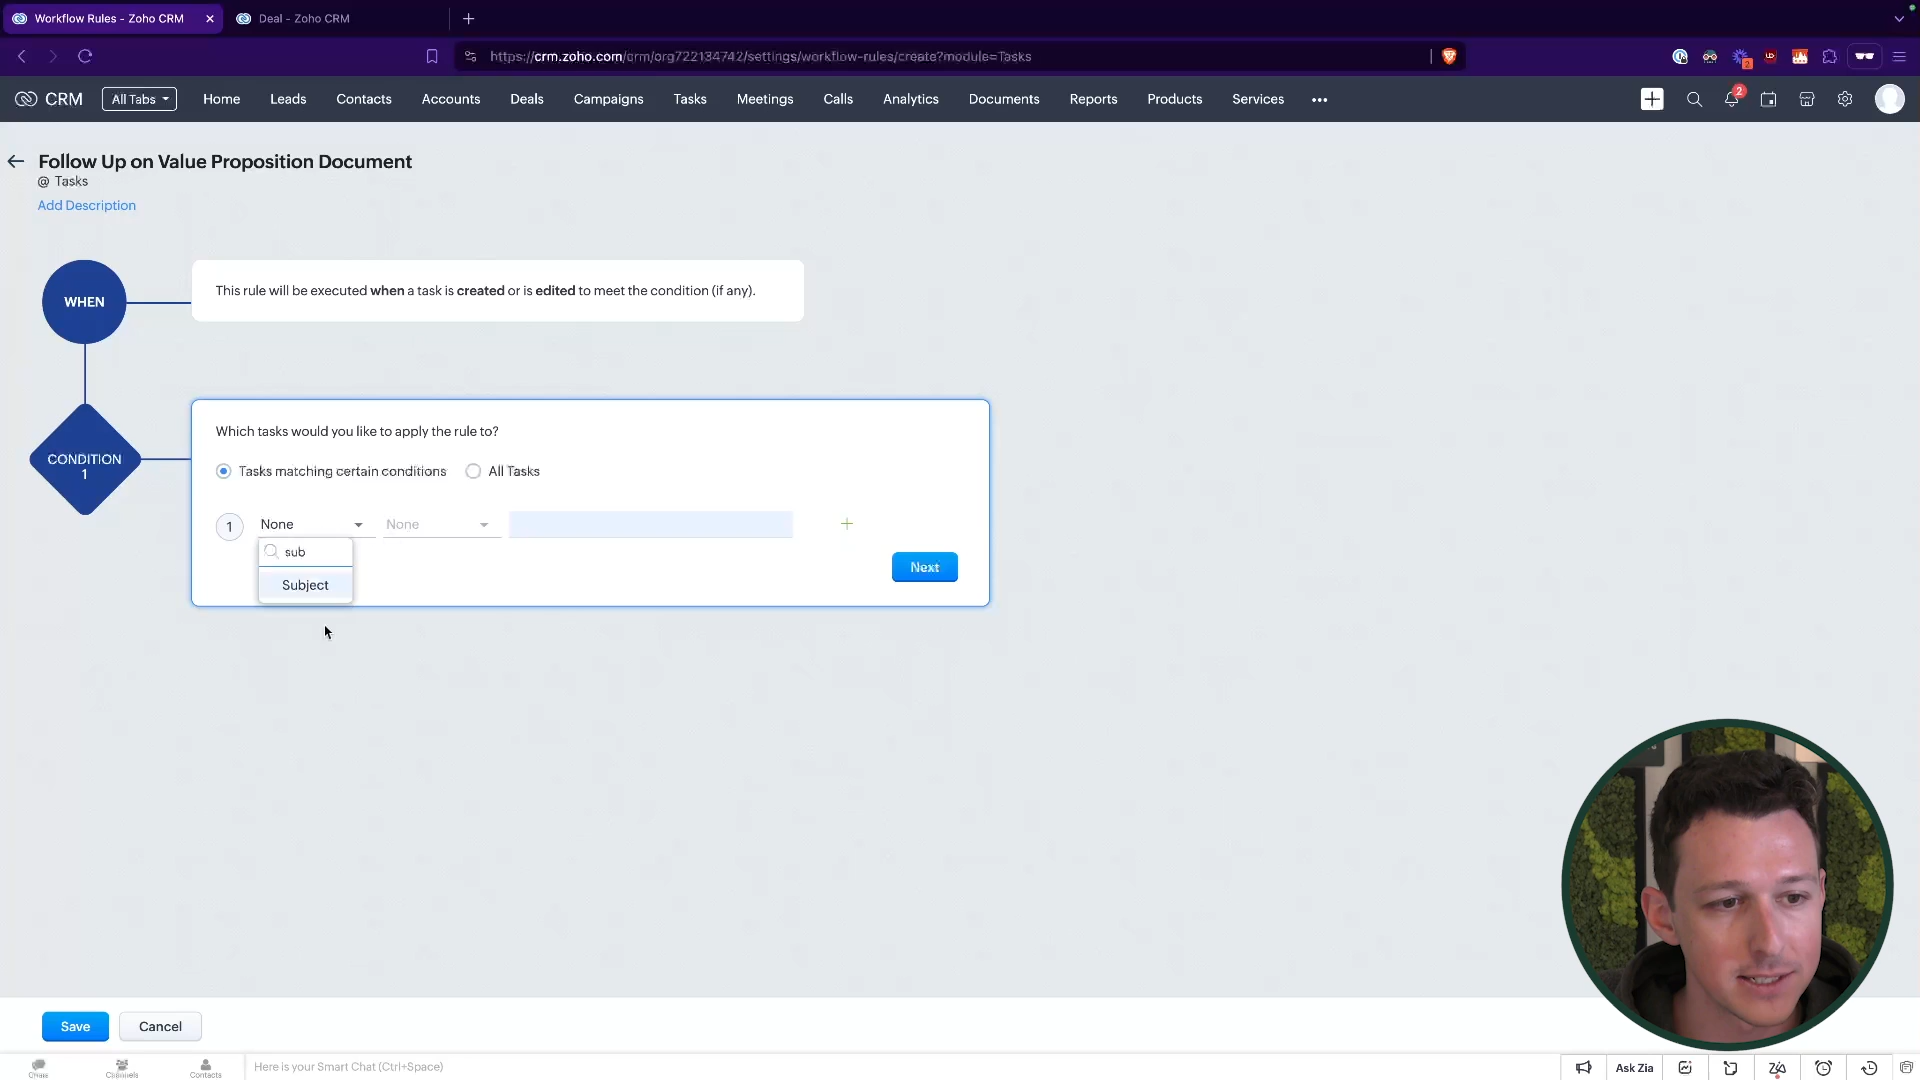 Workflow Rules - Zoho CRM
Deal - Zoho CRM
https://crm.zoho.com/crm/org722134742/settings/workflow-rules/create?module=Tasks
2
CRM
All Tabs
Home
Leads
Contacts
Accounts
Deals
Campaigns
Tasks
Meetings
Calls
Analytics
Documents
Reports
Products
Services
2
Follow Up on Value Proposition Document
@ Tasks
Add Description
WHEN
This rule will be executed when a task is created or is edited to meet the condition (if any).
CONDITION
1
Which tasks would you like to apply the rule to?
Tasks matching certain conditions
All Tasks
1
None
None
sub
Subject
Next
Save
Cancel
Chats
Channels
Contacts
Here is your Smart Chat (Ctrl+Space)
Ask Zia